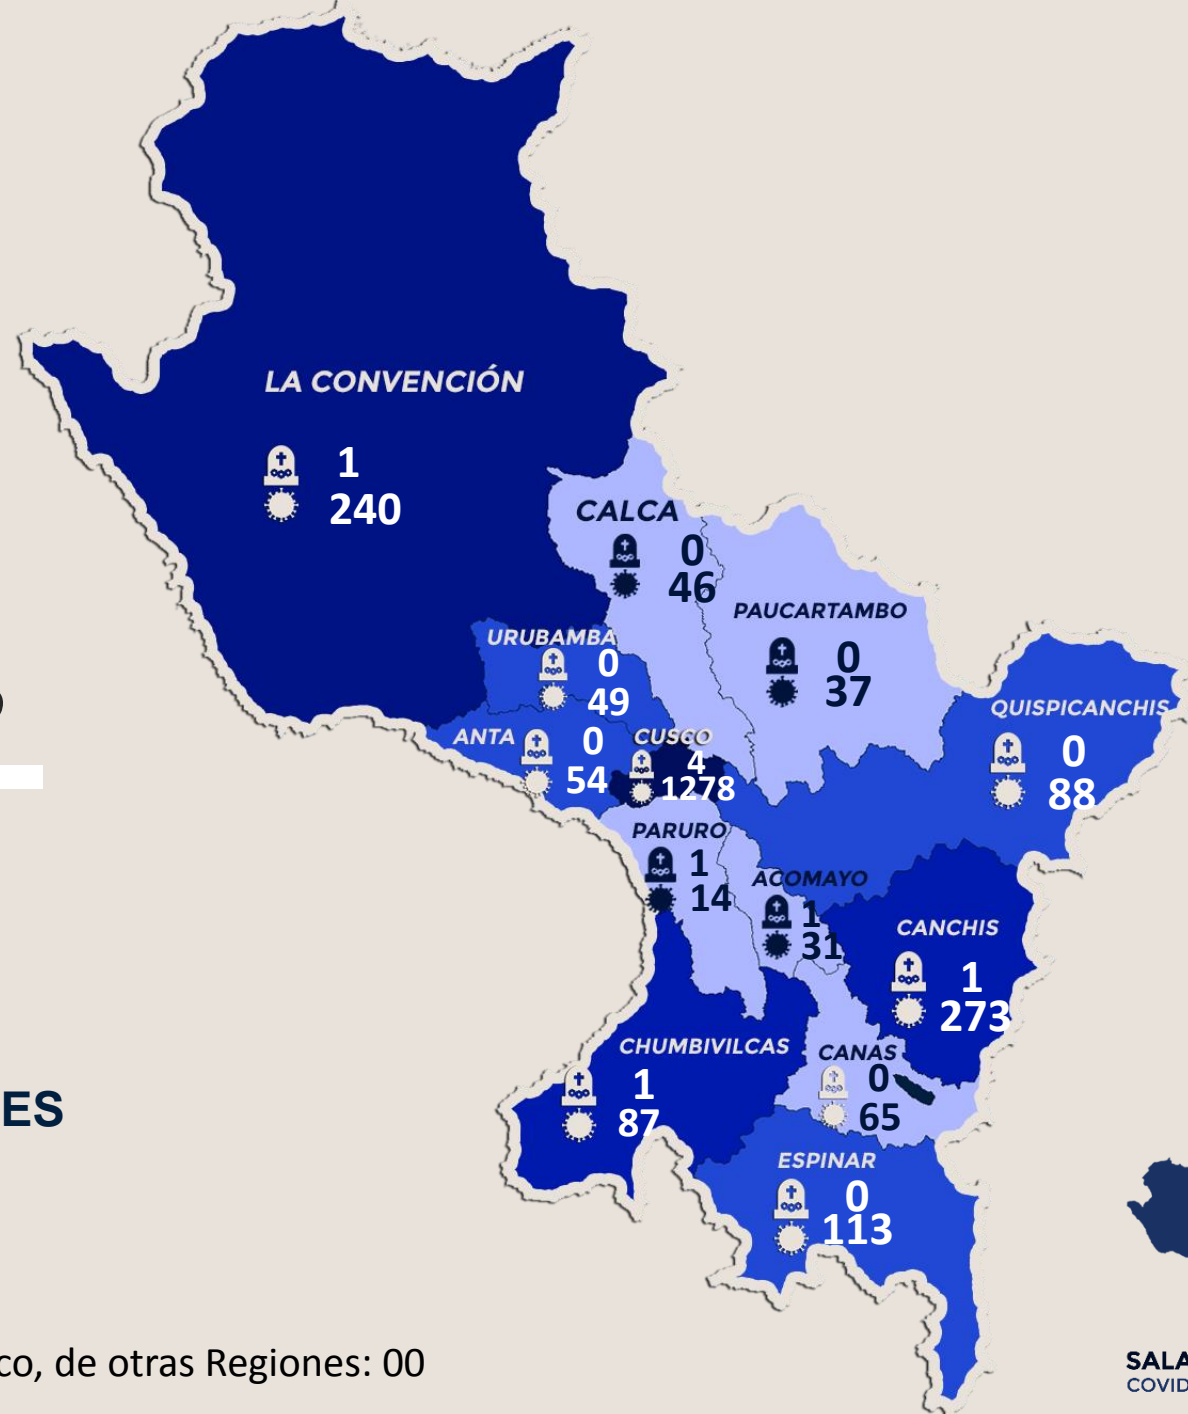 LA CONVENCIÓN
1
240
CALCA
0
46
PAUCARTAMBO
0
37
URUBAMBA
0
49
QUISPICANCHIS
0
88
ANTA
0
54
CUSCO
4
1278
PARURO
1
14
ACOMAYO
1
31
CANCHIS
1
273
CHUMBIVILCAS
1
87
CANAS
0
65
ES
ESPINAR
0
113
co, de otras Regiones: 00
SALA
COVID